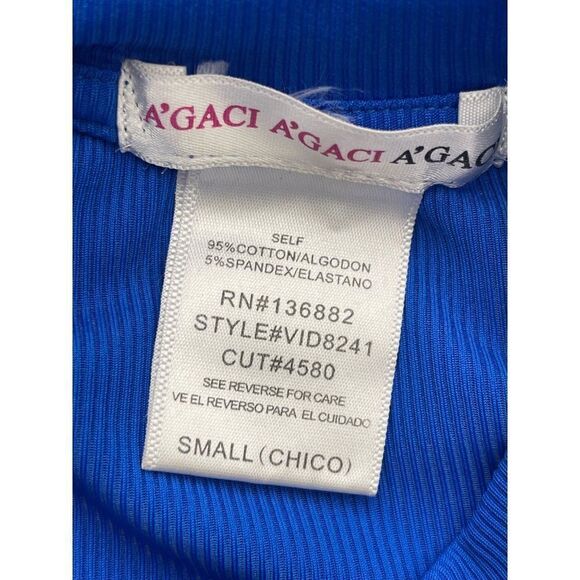 A'GACI A'GACI A'GACI
SELF
95%COTTON/ALGODON
5%SPANDEX/ELASTANO
RN#136882
STYLE#VID8241
CUT#4580
SEE REVERSE FOR CARE
VE EL REVERSO PARA EL CUIDADO
SMALL (CHICO)